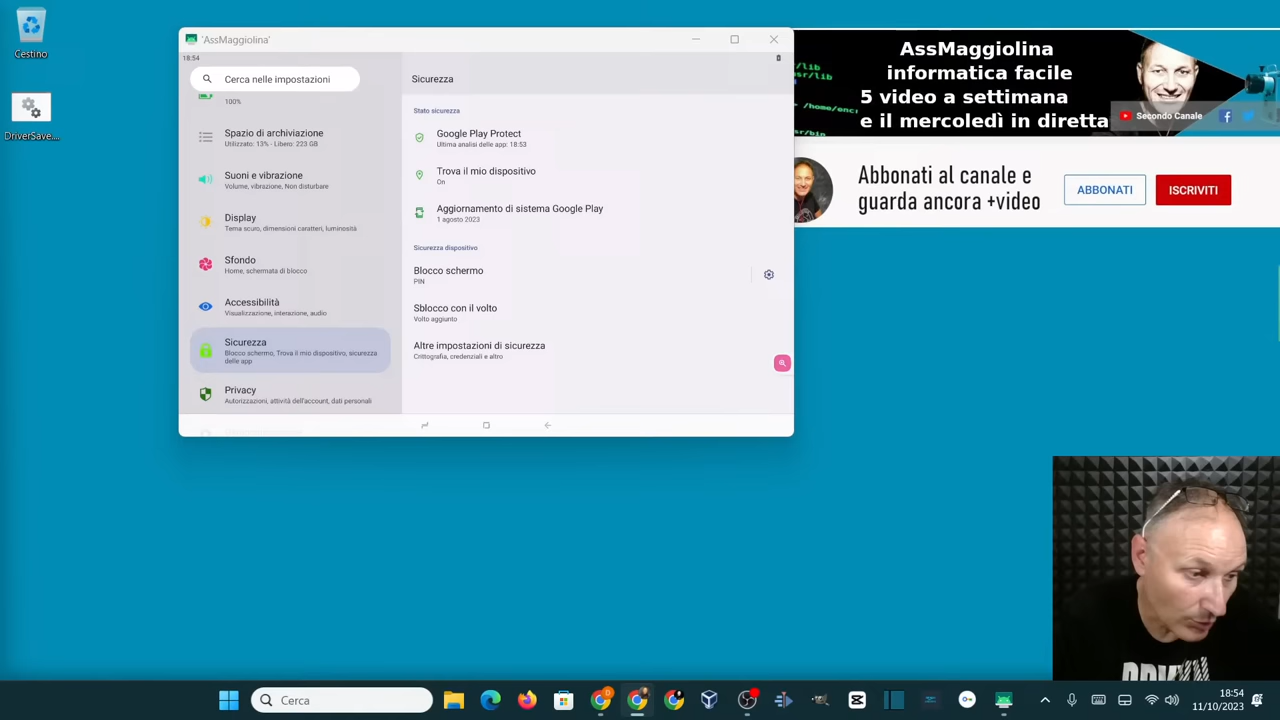 Cestino
DriverSave....
'AssMaggiolina'
18:54
Cerca nelle impostazioni
100%
Spazio di archiviazione
Utilizzato: 13% - Libero: 223 GB
Suoni e vibrazione
Volume, vibrazione, Non disturbare
Display
Tema scuro, dimensioni caratteri, luminosità
Sfondo
Home, schermata di blocco
Accessibilità
Visualizzazione, interazione, audio
Sicurezza
Blocco schermo, Trova il mio dispositivo, sicurezza
delle app
Privacy
Autorizzazioni, attività dell'account, dati personali
Sicurezza
Stato sicurezza
Google Play Protect
Ultima analisi delle app: 18:53
Trova il mio dispositivo
On
Aggiornamento di sistema Google Play
1 agosto 2023
Sicurezza dispositivo
Blocco schermo
PIN
Sblocco con il volto
Volto aggiunto
Altre impostazioni di sicurezza
Crittografia, credenziali e altro
AssMaggiolina
informatica facile
5 video a settimana
e il mercoledì in diretta
Secondo Canale
Abbonati al canale e
guarda ancora +video
ABBONATI
ISCRIVITI
Cerca
18:54
11/10/2023